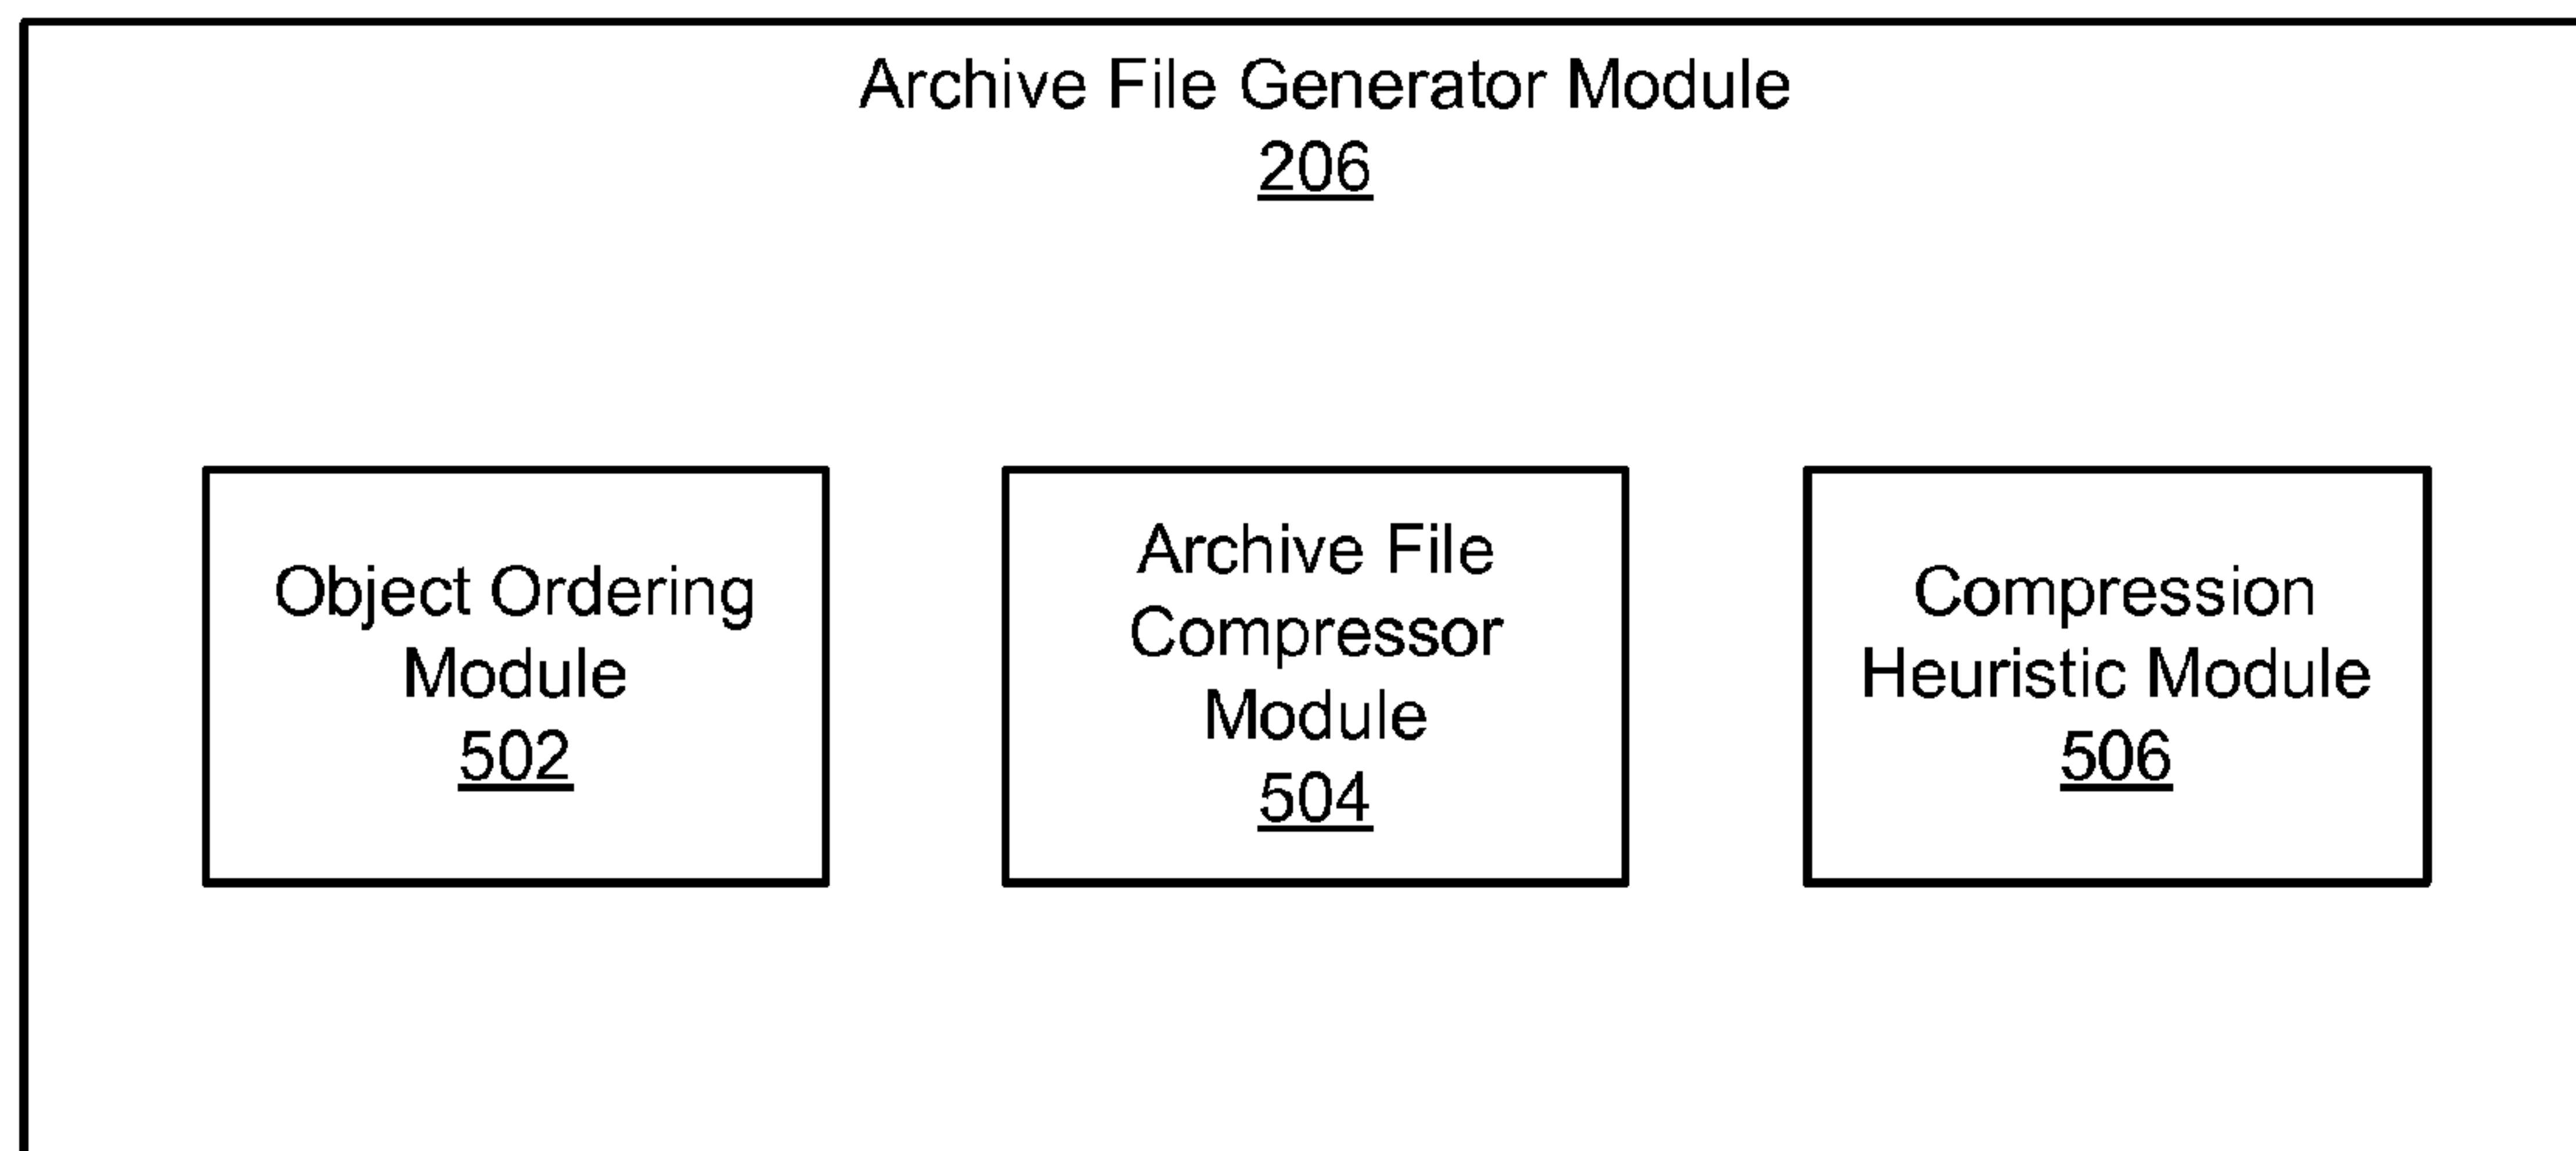 Archive File Generator Module
206
Object Ordering
Module
502
Archive File
Compressor
Module
504
Compression
Heuristic Module
506